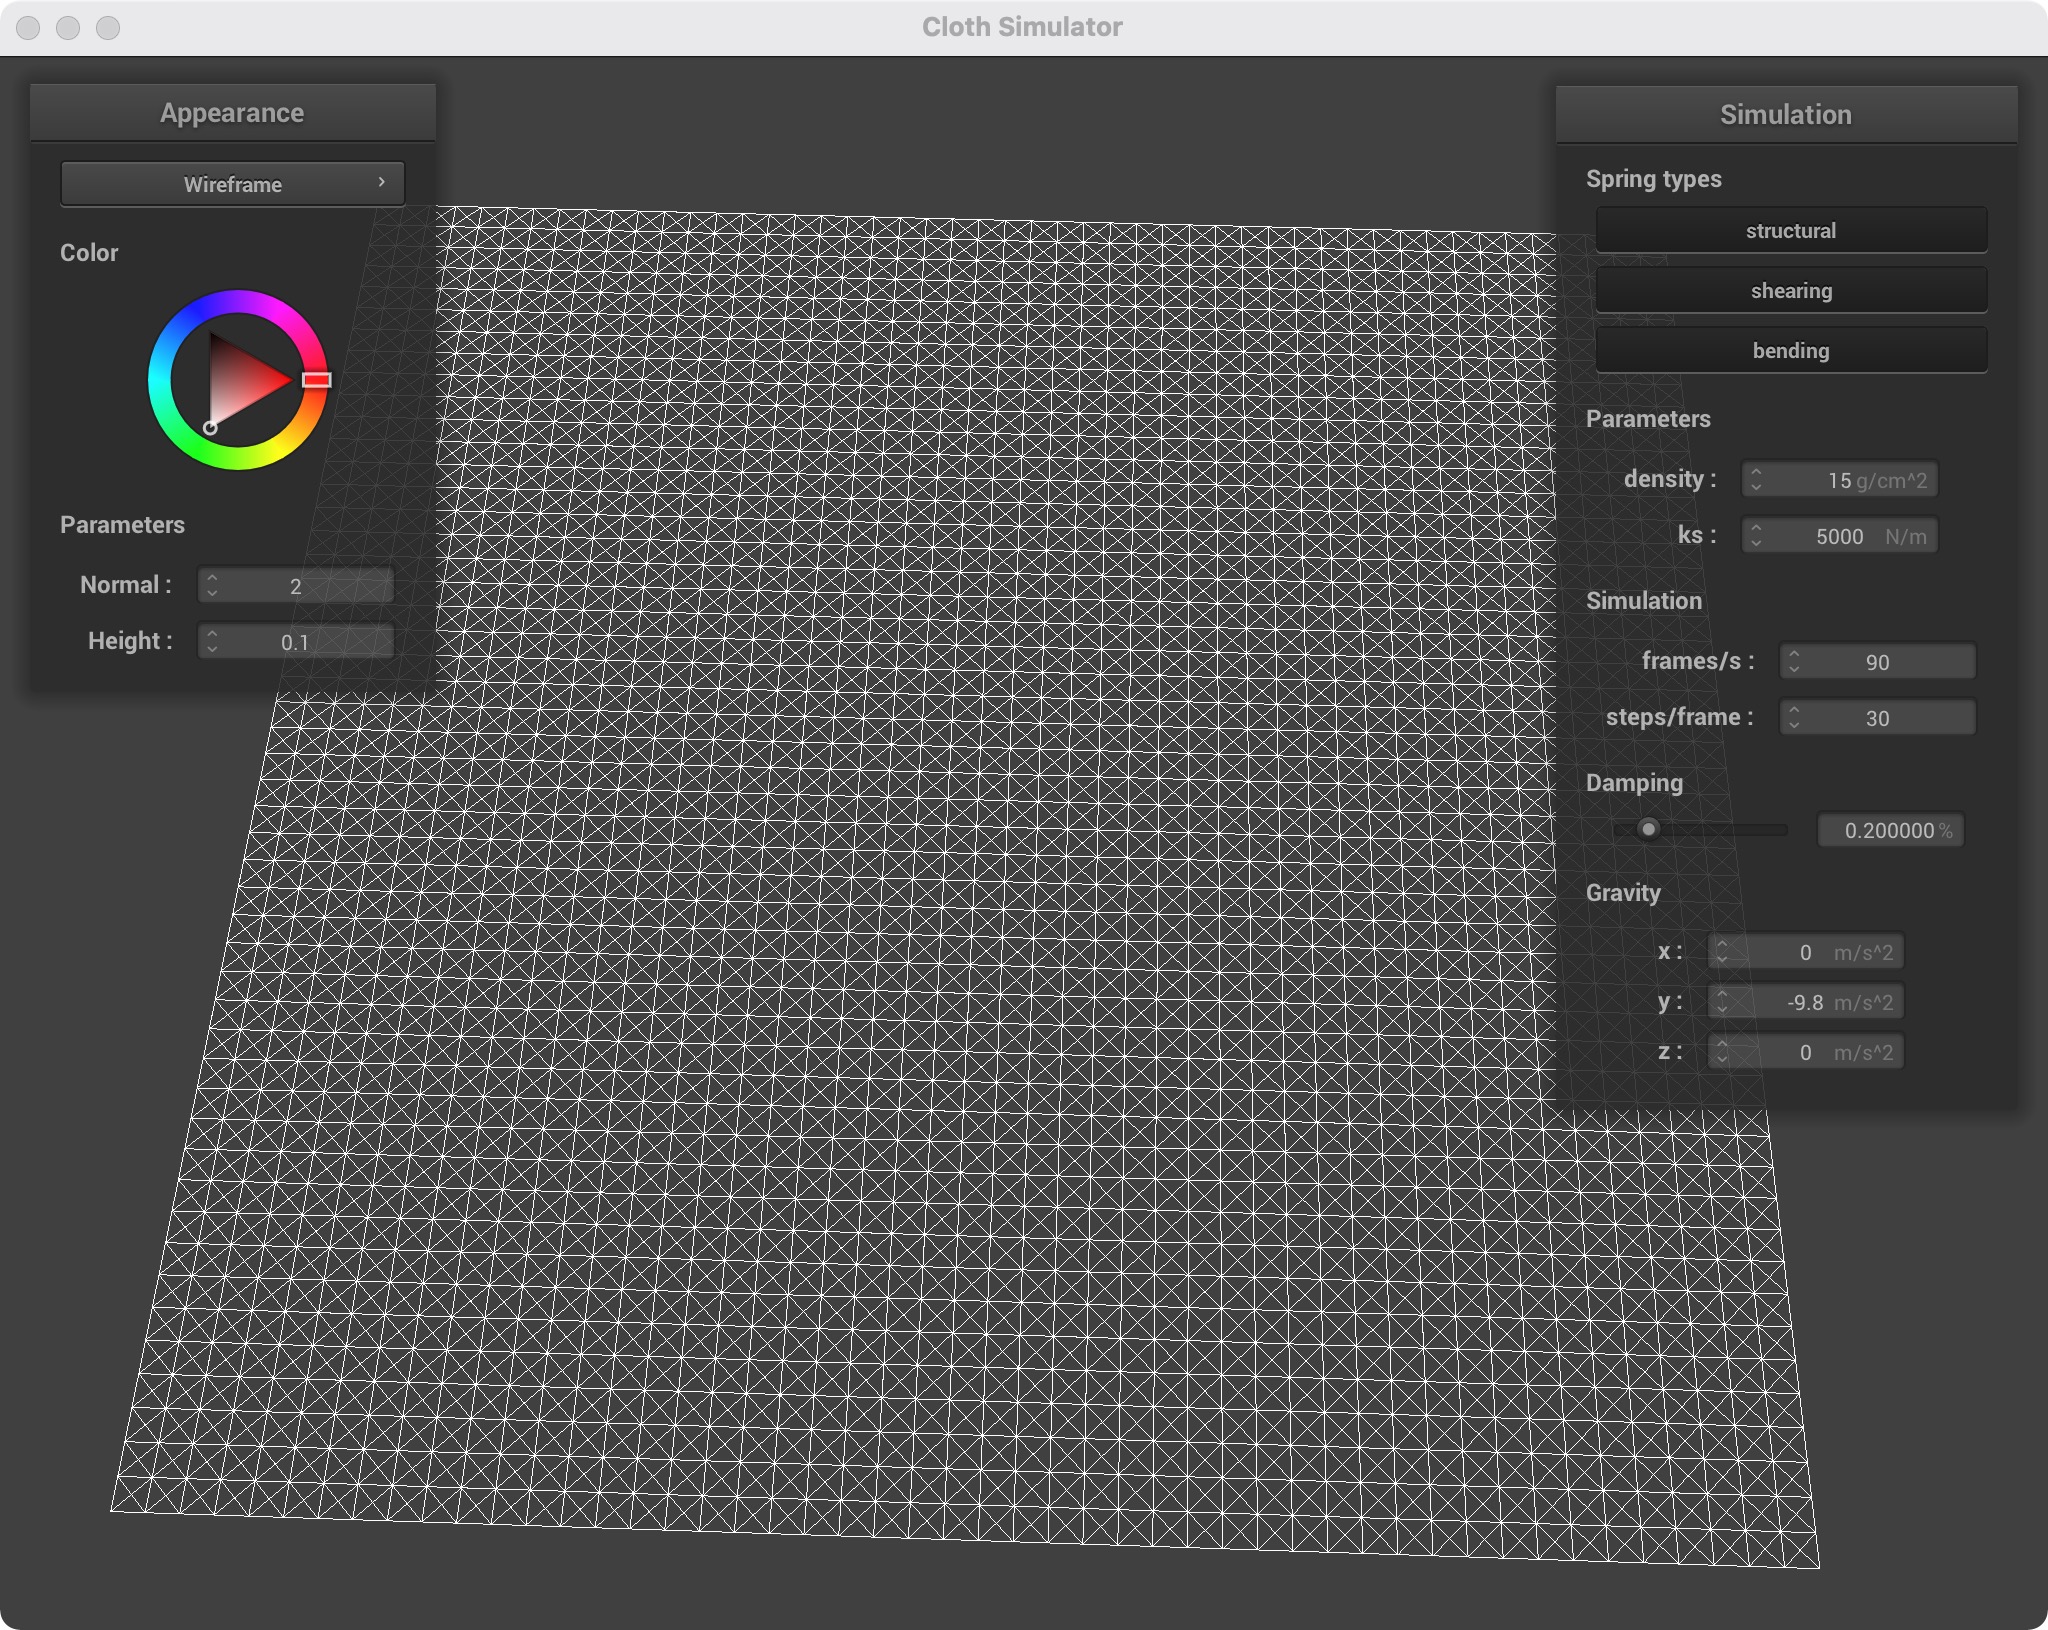 Cloth Simulator
Appearance
Wireframe
Color
Parameters
Normal : 2
Height : 0.1
Simulation
Spring types
structural
shearing
bending
Parameters
density : 15 g/cm^2
ks : 5000 N/m
Simulation
frames/s : 90
steps/frame : 30
Damping
0.200000 %
Gravity
x : 0 m/s^2
y : -9.8 m/s^2
z : 0 m/s^2